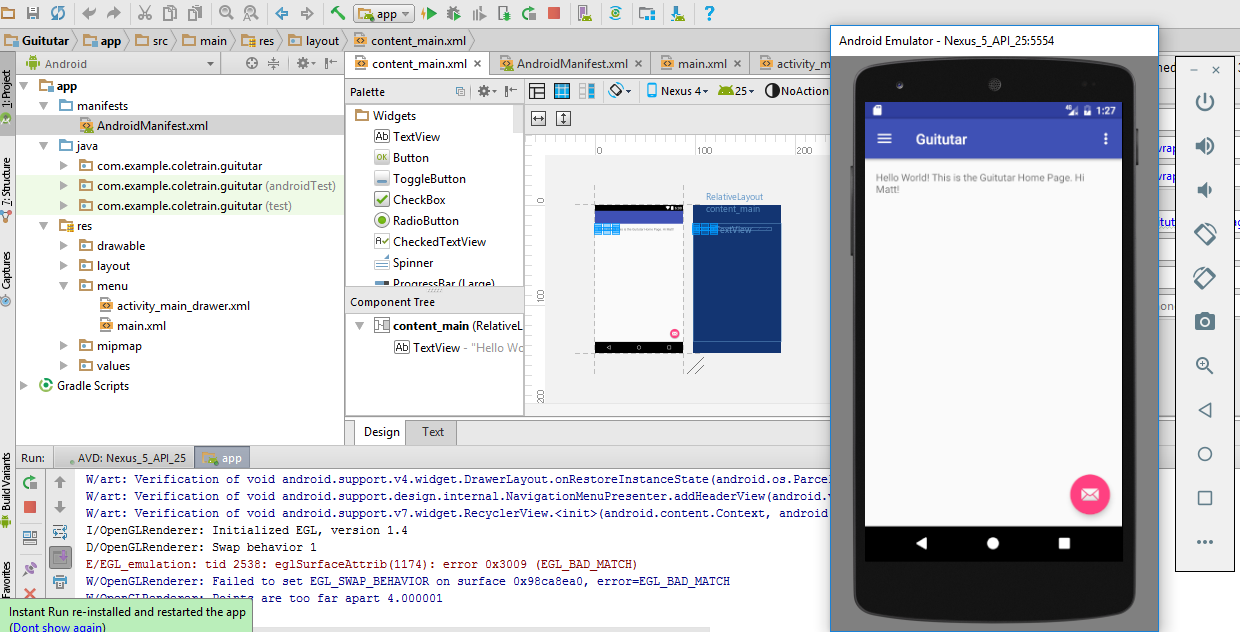 app
Guitutar
app
src
main
res
layout
content_main.xml
1: Project
7: Structure
Captures
Build Variants
Favorites
Android
app
manifests
AndroidManifest.xml
java
com.example.coletrain.guitutar
com.example.coletrain.guitutar (androidTest)
com.example.coletrain.guitutar (test)
res
drawable
layout
menu
activity_main_drawer.xml
main.xml
mipmap
values
Gradle Scripts
content_main.xml
AndroidManifest.xml
main.xml
activity_m
Palette
Nexus 4
25
NoAction
Widgets
Ab TextView
OK Button
ToggleButton
CheckBox
RadioButton
CheckedTextView
Spinner
ProgressBar (Large)
Component Tree
content_main (RelativeL
Ab TextView - "Hello Wo
0
100
200
0
100
200
RelativeLayout
content_main
TextView
Design
Text
Run:
AVD: Nexus_5_API_25
app
W/art: Verification of void android.support.v4.widget.DrawerLayout.onRestoreInstanceState(android.os.Parce
W/art: Verification of void android.support.design.internal.NavigationMenuPresenter.addHeaderView(android.v
W/art: Verification of void android.support.v7.widget.RecyclerView.<init>(android.content.Context, android
I/OpenGLRenderer: Initialized EGL, version 1.4
D/OpenGLRenderer: Swap behavior 1
E/EGL_emulation: tid 2538: eglSurfaceAttrib(1174): error 0x3009 (EGL_BAD_MATCH)
W/OpenGLRenderer: Failed to set EGL_SWAP_BEHAVIOR on surface 0x98ca8ea0, error=EGL_BAD_MATCH
W/OpenGLRenderer: Points are too far apart 4.000001
Instant Run re-installed and restarted the app
(Dont show again)
Android Emulator - Nexus_5_API_25:5554
1:27
Guitutar
Hello World! This is the Guitutar Home Page. Hi
Matt!